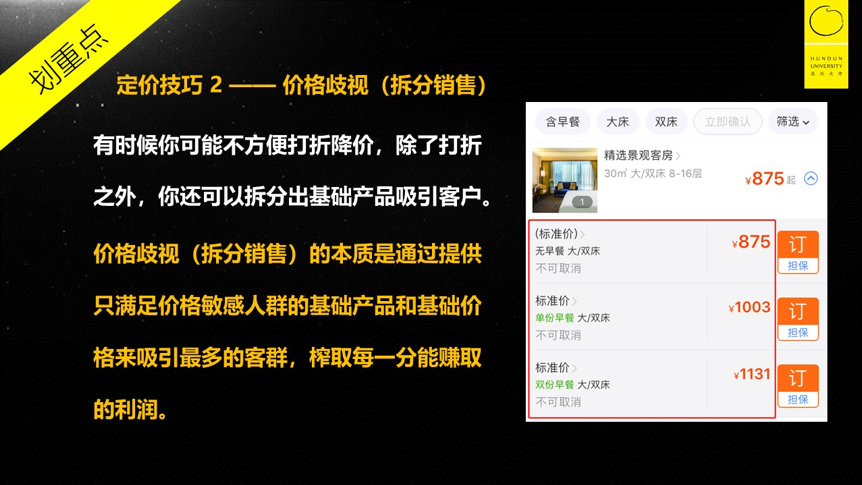 划重点
HUNDUN
UNIVERSITY
混沌大学
定价技巧 2 —— 价格歧视（拆分销售）
有时候你可能不方便打折降价，除了打折
之外，你还可以拆分出基础产品吸引客户。
价格歧视（拆分销售）的本质是通过提供
只满足价格敏感人群的基础产品和基础价
格来吸引最多的客群，榨取每一分能赚取
的利润。
含早餐 大床 双床 立即确认 筛选
精选景观客房
30㎡ 大/双床 8-16层
¥875起
1
(标准价)
无早餐 大/双床
不可取消
¥875
订
担保
标准价
单份早餐 大/双床
不可取消
¥1003
订
担保
标准价
双份早餐 大/双床
不可取消
¥1131
订
担保